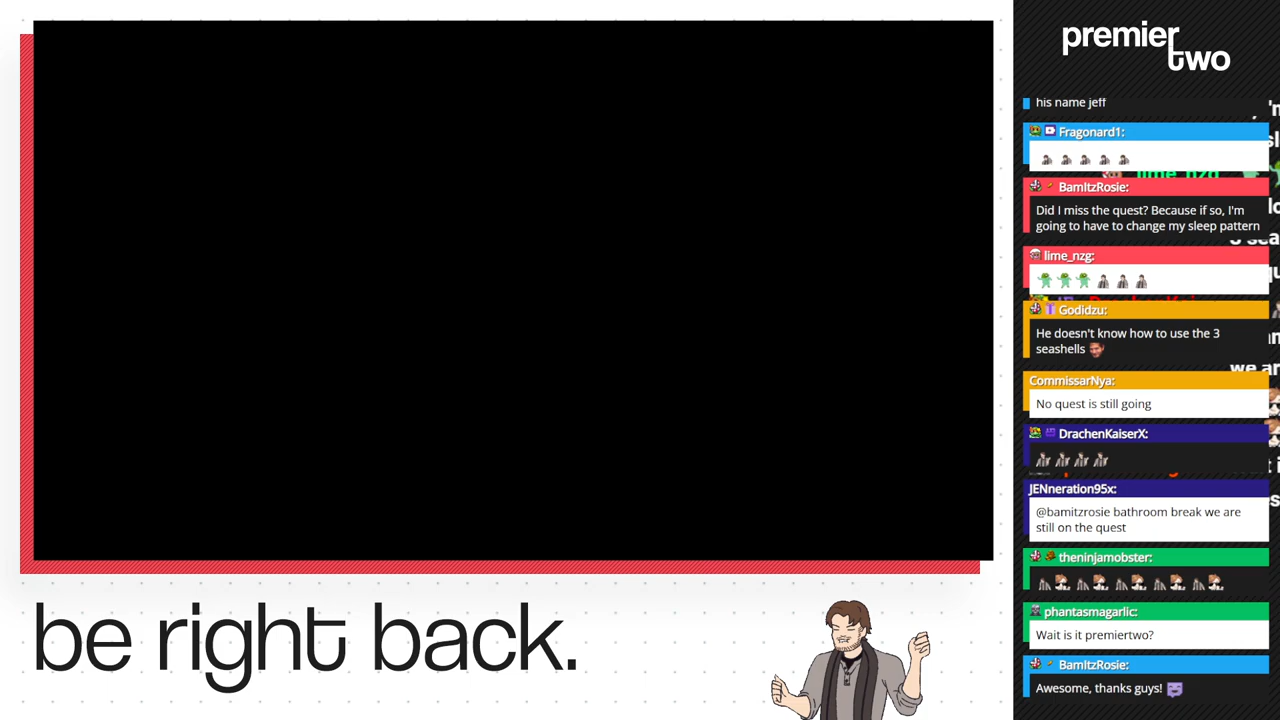 premier
two
his name jeff
Fragonard1:
BamItzRosie:
Did I miss the quest? Because if so, I'm
going to have to change my sleep pattern
lime_nzg:
Godidzu:
He doesn't know how to use the 3
seashells
CommissarNya:
No quest is still going
DrachenKaiserX:
JENneration95x:
@bamitzrosie bathroom break we are
still on the quest
theninjamobster:
phantasmagarlic:
Wait is it premiertwo?
BamItzRosie:
Awesome, thanks guys!
be right back.